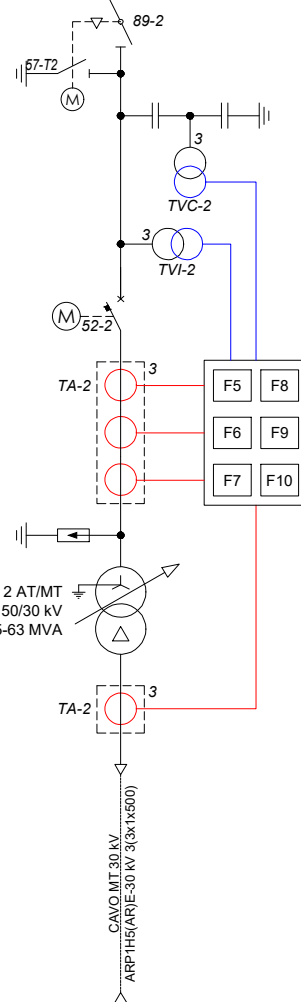 89-2
57-T2
M
3
TVC-2
3
TVI-2
M
52-2
3
TA-2
F5 F8
F6 F9
F7 F10
2 AT/MT
50/30 kV
5-63 MVA
3
TA-2
CAVO MT 30 kV
ARP1H5(AR)E-30 kV 3(3x1x500)